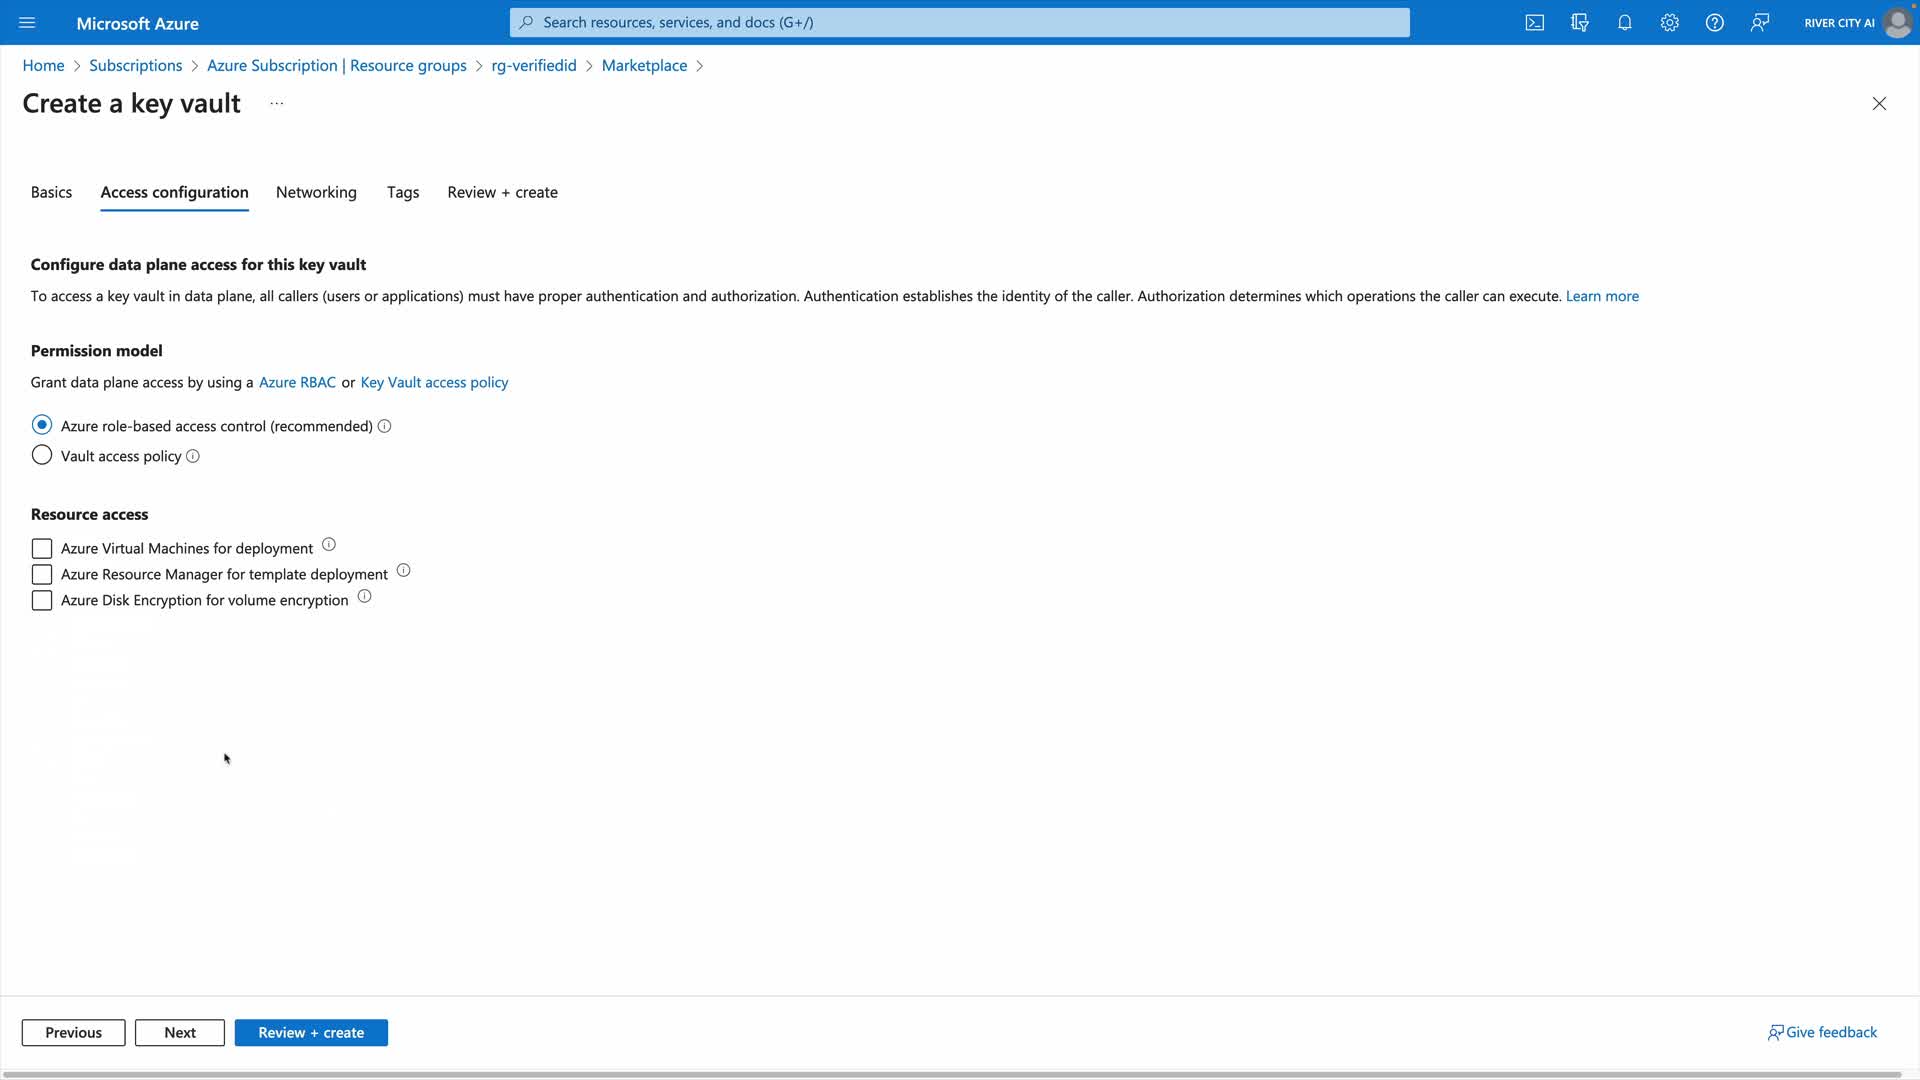 Microsoft Azure
Search resources, services, and docs (G+/)
RIVER CITY AI
Home > Subscriptions > Azure Subscription | Resource groups > rg-verifiedid > Marketplace >
Create a key vault ...
Basics Access configuration Networking Tags Review + create
Configure data plane access for this key vault
To access a key vault in data plane, all callers (users or applications) must have proper authentication and authorization. Authentication establishes the identity of the caller. Authorization determines which operations the caller can execute. Learn more
Permission model
Grant data plane access by using a Azure RBAC or Key Vault access policy
Azure role-based access control (recommended)
Vault access policy
Resource access
Azure Virtual Machines for deployment
Azure Resource Manager for template deployment
Azure Disk Encryption for volume encryption
Previous Next Review + create Give feedback